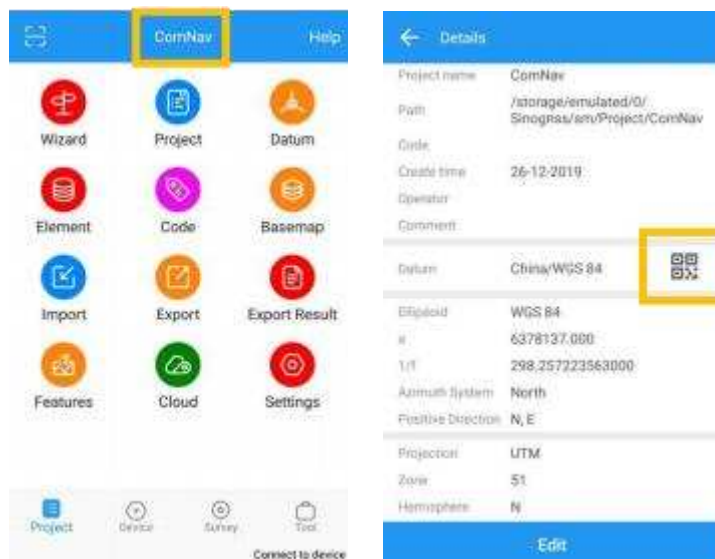 ComNav
Help
Wizard
Project
Datum
Element
Code
Basemap
Import
Export
Export Result
Features
Cloud
Settings
Project
Device
Survey
Tool
Connect to device
Details
Project name ComNav
Path /storage/emulated/0/
Sinognss/sm/Project/ComNav
Code
Create time 26-12-2019
Operator
Comment
Datum China/WGS 84
Ellipsoid WGS 84
a 6378137.000
1/f 298.257223563000
Azimuth System North
Positive Direction N, E
Projection UTM
Zone 51
Hemisphere N
Edit